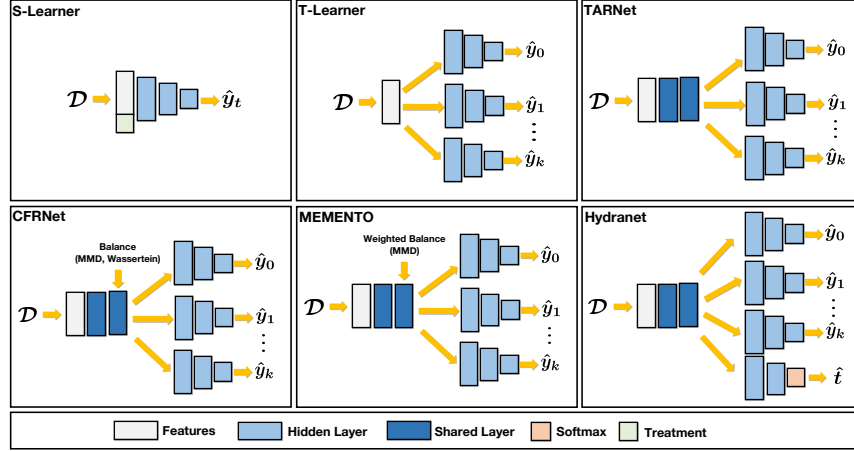 S-Learner
𝒟
ŷ_t
T-Learner
𝒟
ŷ_0
ŷ_1
⋮
ŷ_k
TARNet
𝒟
ŷ_0
ŷ_1
⋮
ŷ_k
CFRNet
Balance
(MMD, Wassertein)
𝒟
ŷ_0
ŷ_1
⋮
ŷ_k
MEMENTO
Weighted Balance
(MMD)
𝒟
ŷ_0
ŷ_1
⋮
ŷ_k
Hydranet
𝒟
ŷ_0
ŷ_1
⋮
ŷ_k
t̂
Features Hidden Layer Shared Layer Softmax Treatment